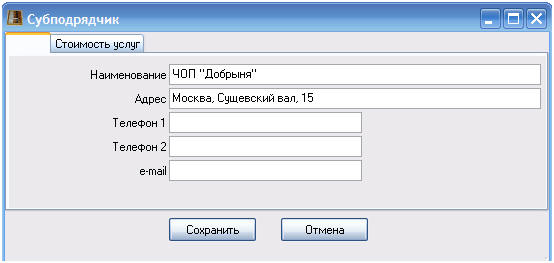 Субподрядчик
Стоимость услуг
Наименование ЧОП "Добрыня"
Адрес Москва, Сущевский вал, 15
Телефон 1
Телефон 2
e-mail
Сохранить Отмена